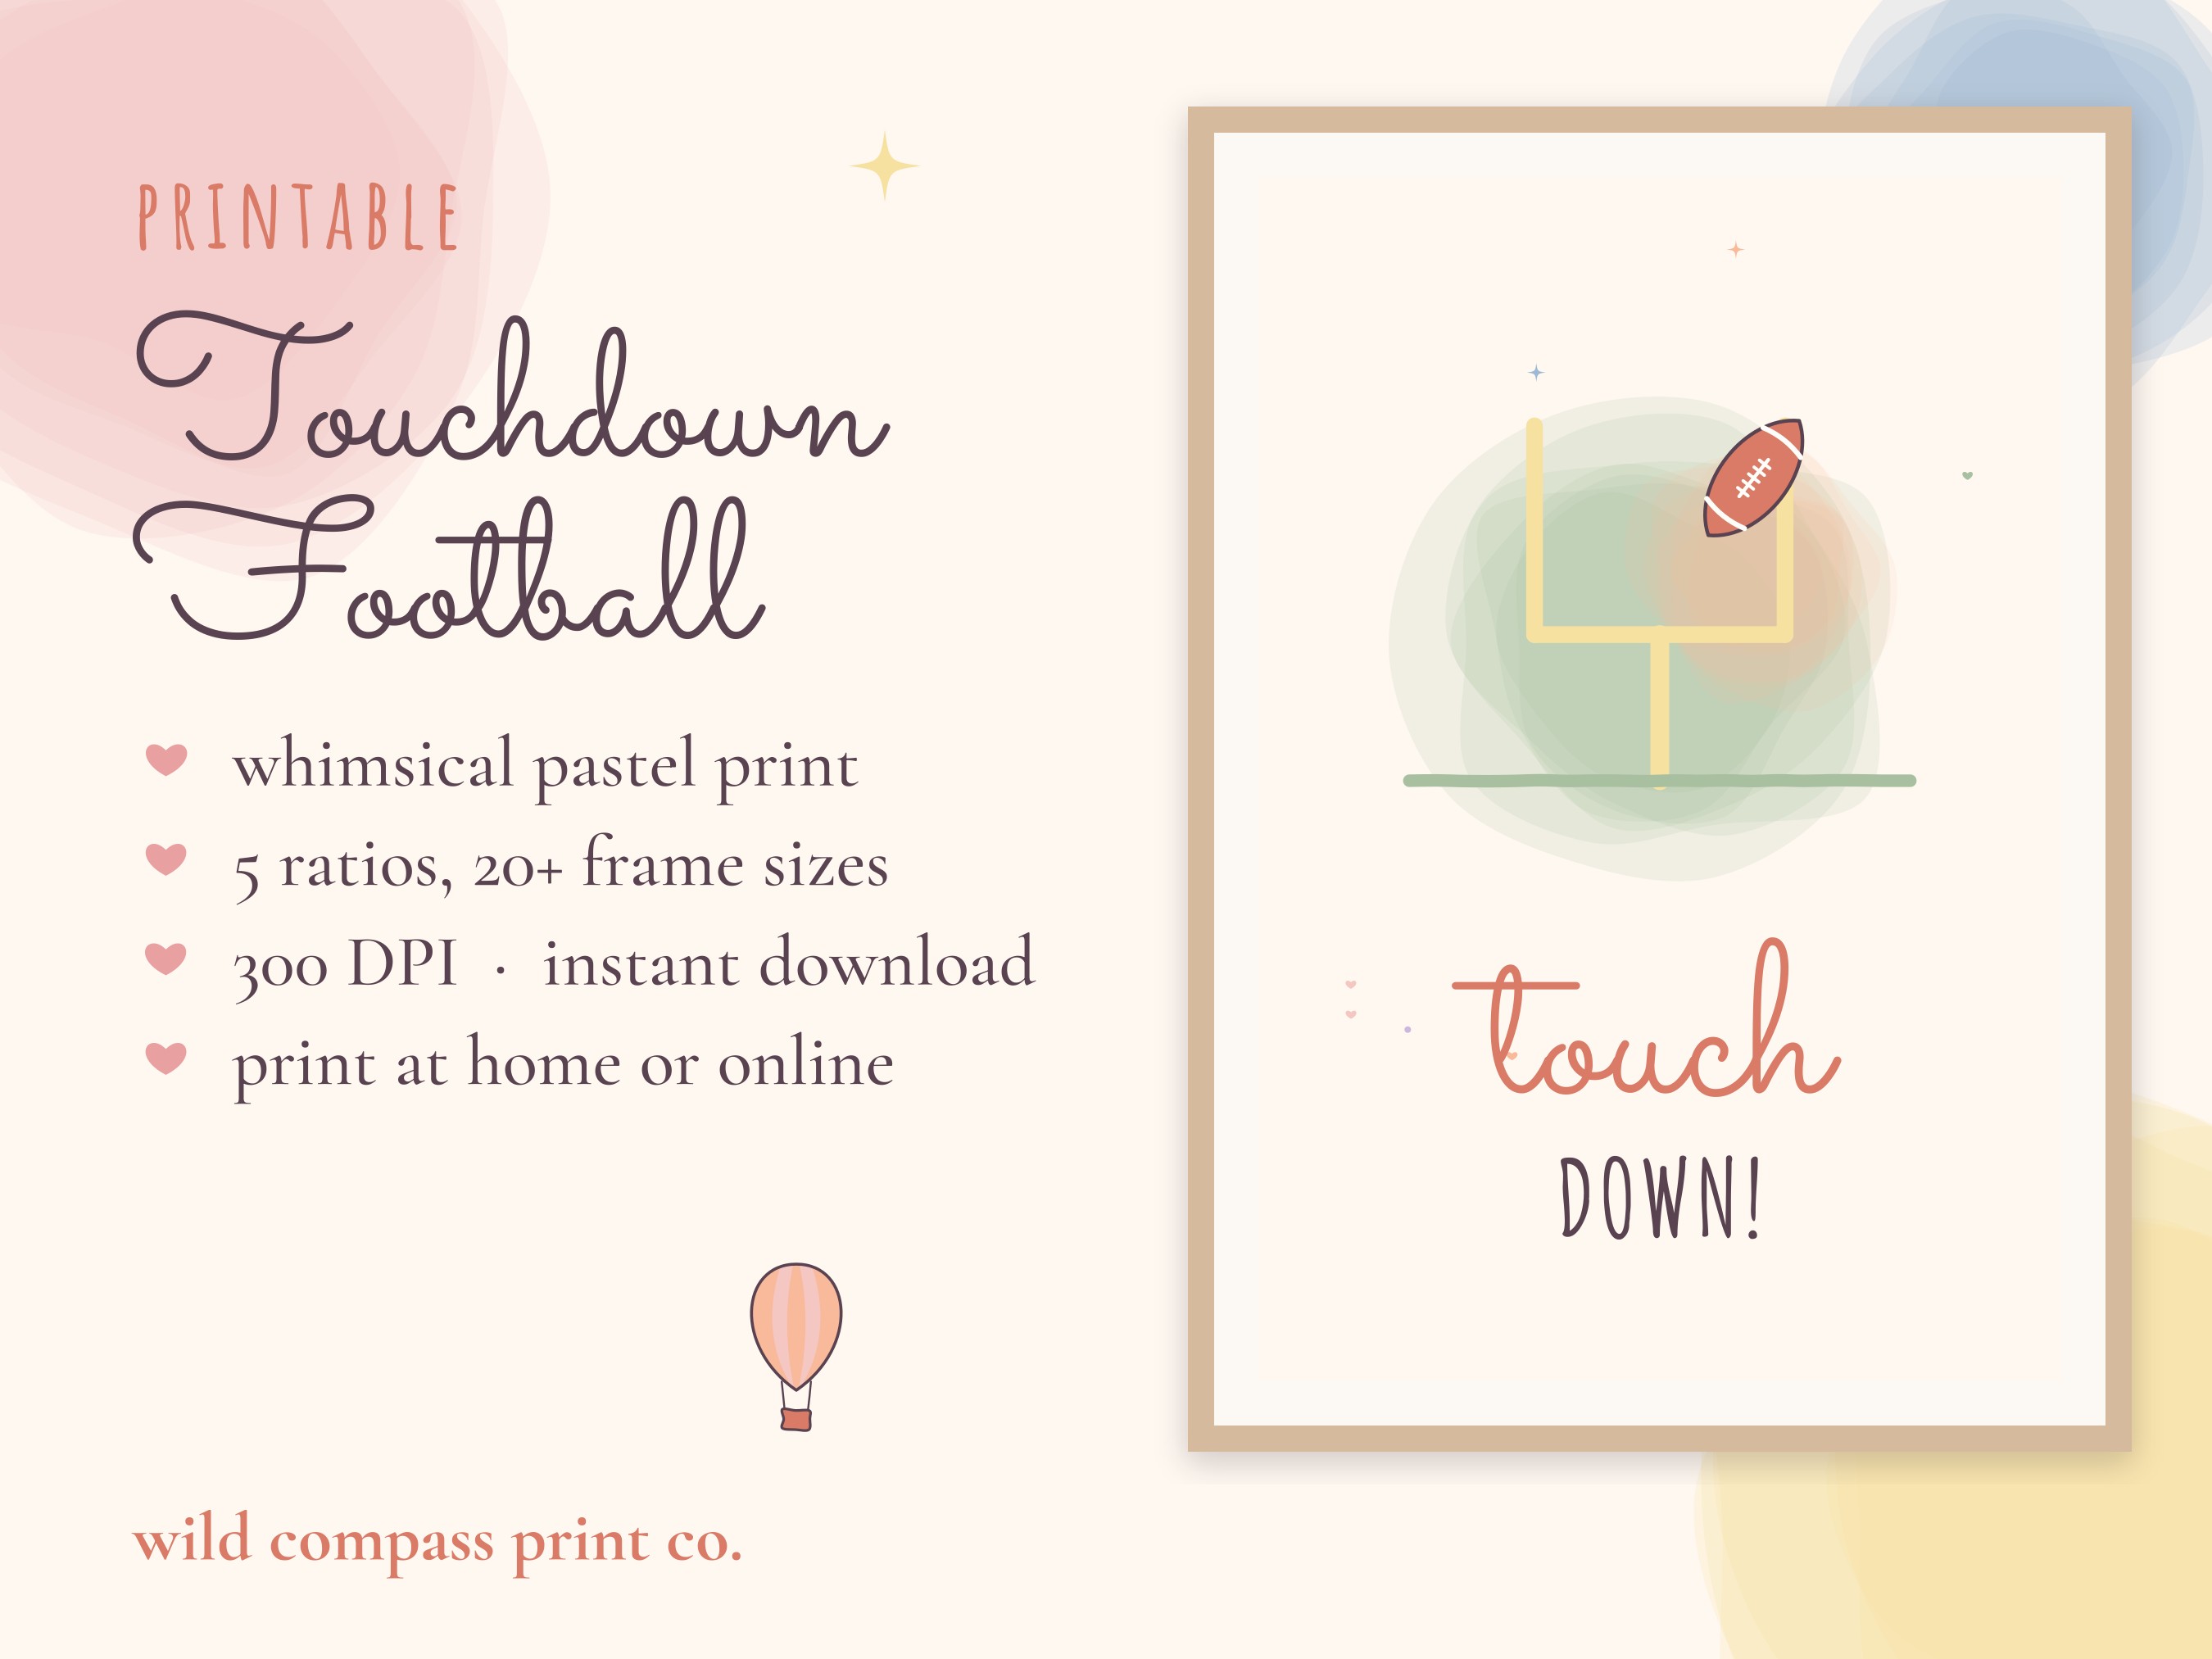 PRINTABLE
Touchdown
Football
whimsical pastel print
5 ratios, 20+ frame sizes
300 DPI · instant download
print at home or online
wild compass print co.
touch
DOWN!